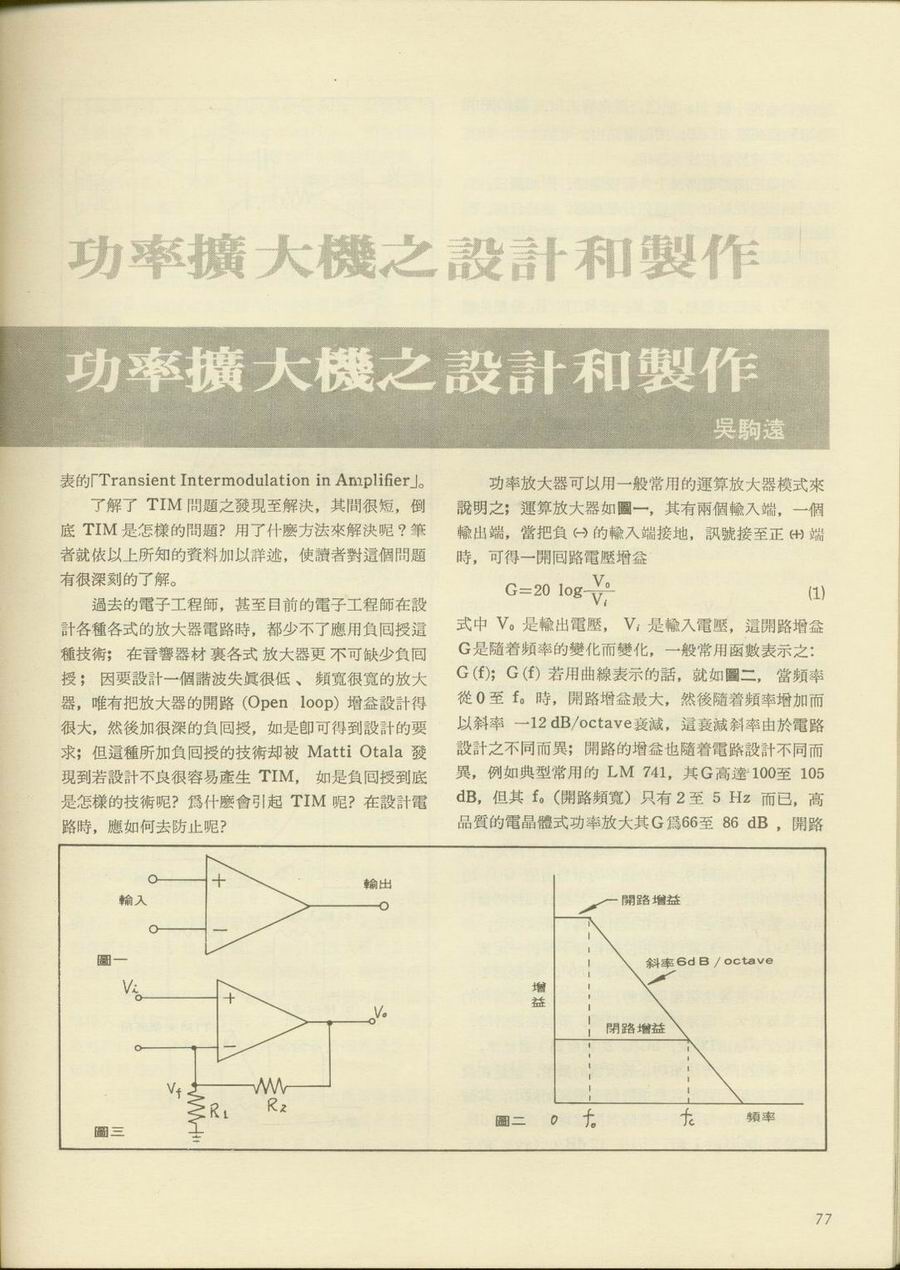 功率擴大機之設計和製作
功率擴大機之設計和製作
吳駒遠
表的「Transient Intermodulation in Amplifier」。
了解了 TIM 問題之發現至解決，其間很短，倒
底 TIM 是怎樣的問題？用了什麼方法來解決呢？筆
者就依以上所知的資料加以詳述，使讀者對這個問題
有很深刻的了解。
過去的電子工程師，甚至目前的電子工程師在設
計各種各式的放大器電路時，都少不了應用負囘授這
種技術； 在音響器材裏各式放大器更不可缺少負囘
授； 因要設計一個諧波失眞很低、 頻寬很寬的放大
器，唯有把放大器的開路 (Open loop) 增益設計得
很大，然後加很深的負囘授，如是卽可得到設計的要
求；但這種所加負囘授的技術却被 Matti Otala 發
現到若設計不良很容易產生 TIM， 如是負囘授到底
是怎樣的技術呢？爲什麼會引起 TIM 呢？在設計電
路時，應如何去防止呢？
功率放大器可以用一般常用的運算放大器模式來
說明之；運算放大器如圖一，其有兩個輸入端，一個
輸出端，當把負 (-) 的輸入端接地，訊號接至正 (+) 端
時，可得一開囘路電壓增益
G=20 log V₀/Vᵢ (1)
式中 V₀ 是輸出電壓， Vᵢ 是輸入電壓，這開路增益
G是隨着頻率的變化而變化，一般常用函數表示之：
G (f)；G (f) 若用曲線表示的話，就如圖二， 當頻率
從 0 至 f₀ 時，開路增益最大，然後隨着頻率增加而
以斜率 —12 dB/octave衰減，這衰減斜率由於電路
設計之不同而異；開路的增益也隨着電路設計不同而
異，例如典型常用的 LM 741，其G高達100至 105
dB，但其 f₀（開路頻寬）只有 2 至 5 Hz 而已，高
品質的電晶體式功率放大其G爲66至 86 dB ，開路
+
輸入
輸出
−
圖一
Vi
+
V₀
−
Vf
R1
R2
圖三
開路增益
斜率6dB/octave
增益
閉路增益
圖二
0
f₀
fc
頻率
77